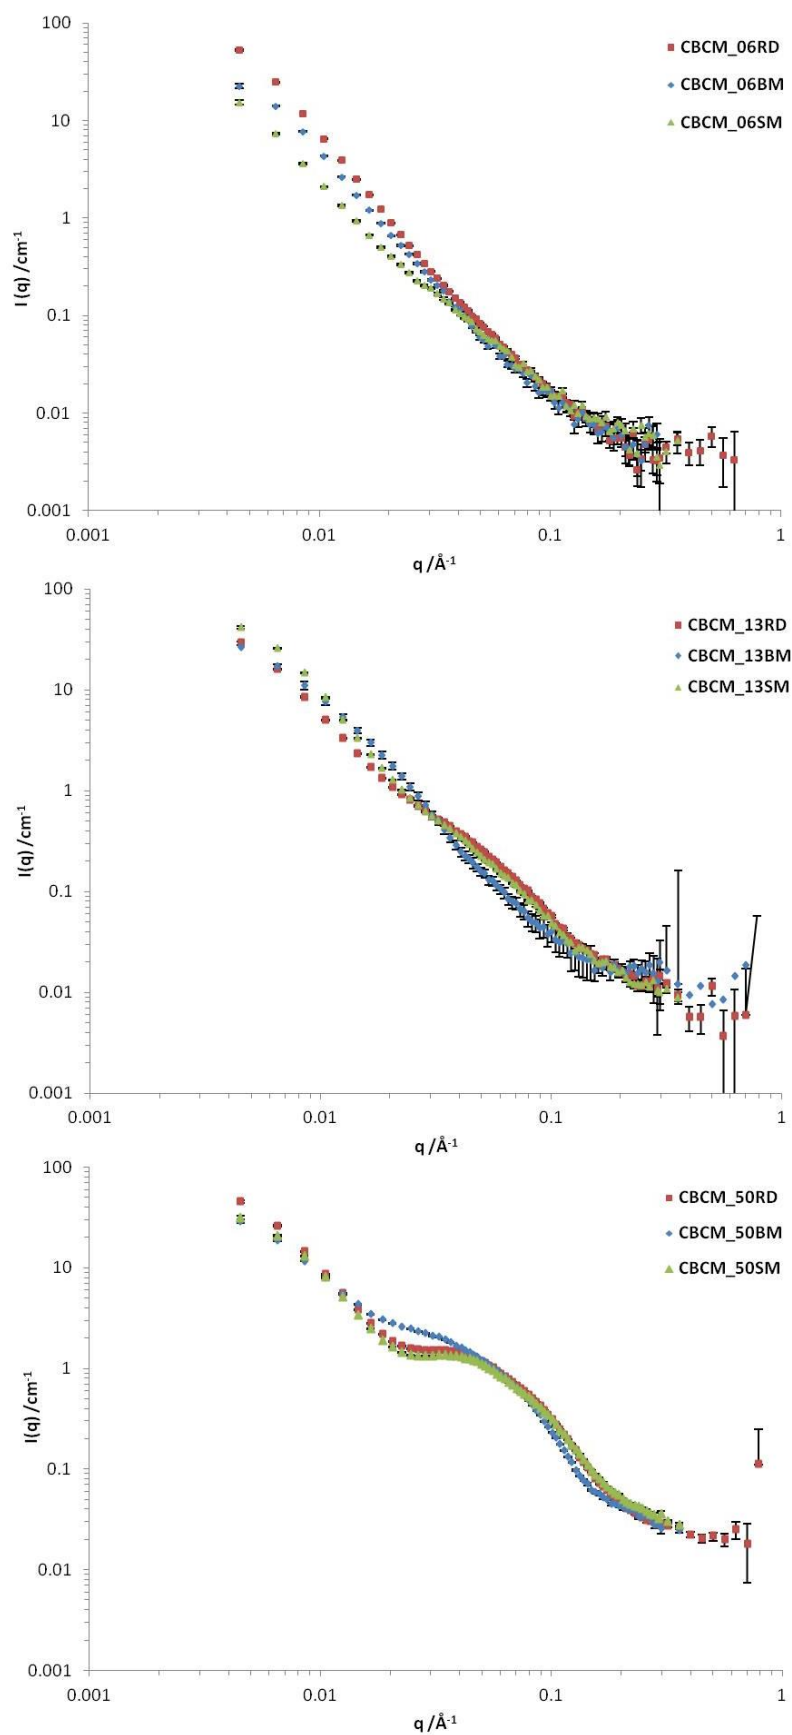 100
CBCM_06RD
CBCM_06BM
CBCM_06SM
10
1
I (q) /cm-1
0.1
0.01
0.001
0.001 0.01 0.1 1
q /Å-1
100
CBCM_13RD
CBCM_13BM
CBCM_13SM
10
1
I(q) /cm-1
0.1
0.01
0.001
0.001 0.01 0.1 1
q /Å-1
100
CBCM_50RD
CBCM_50BM
CBCM_50SM
10
1
I(q) /cm-1
0.1
0.01
0.001
0.001 0.01 0.1 1
q /Å-1